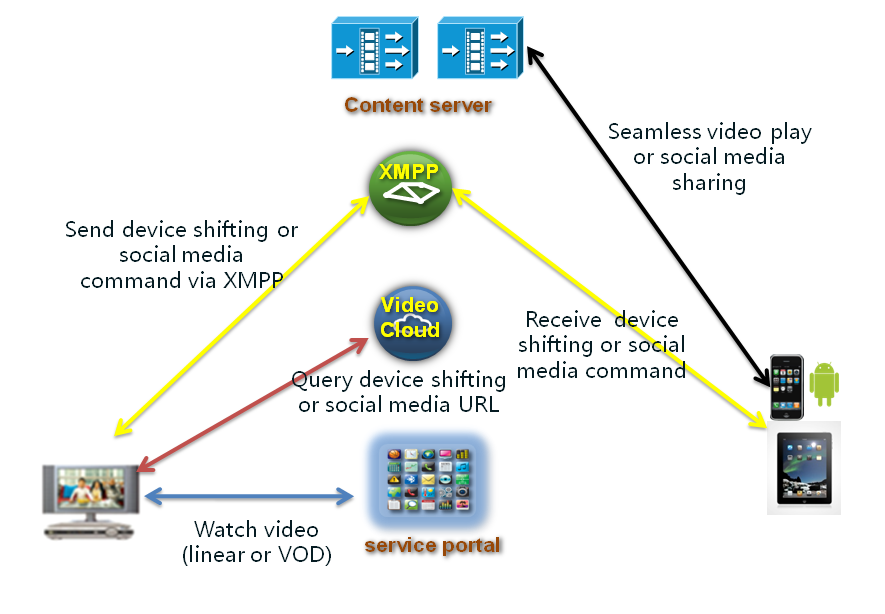 Content server
Seamless video play
or social media
sharing
XMPP
Send device shifting or
social media
command via XMPP
Video
Cloud
Receive device
shifting or social
media command
Query device shifting
or social media URL
Watch video
(linear or VOD)
service portal